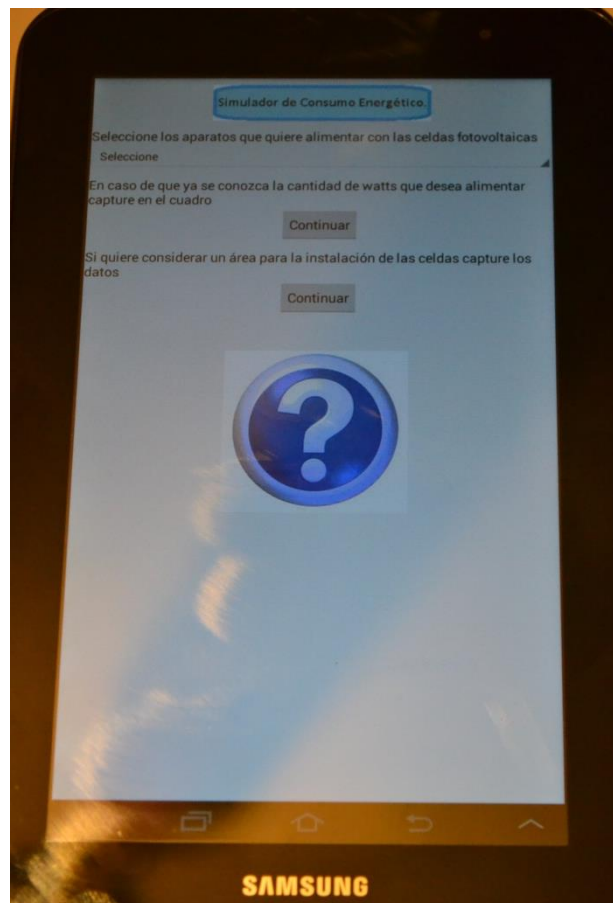 Simulador de Consumo Energético.
Seleccione los aparatos que quiere alimentar con las celdas fotovoltaicas
Seleccione
En caso de que ya se conozca la cantidad de watts que desea alimentar
capture en el cuadro
Continuar
Si quiere considerar un área para la instalación de las celdas capture los
datos
Continuar
?
SAMSUNG